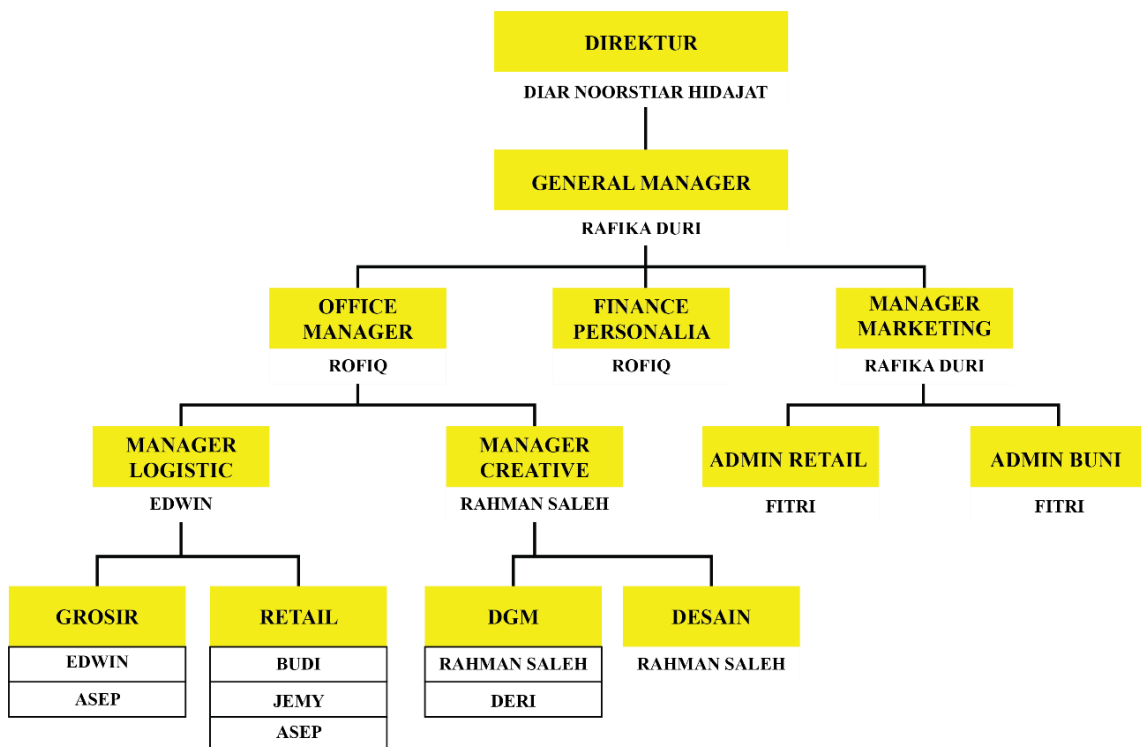 DIREKTUR
DIAR NOORSTIAR HIDAJAT
GENERAL MANAGER
RAFIKA DURI
OFFICE
MANAGER
ROFIQ
FINANCE
PERSONALIA
ROFIQ
MANAGER
MARKETING
RAFIKA DURI
MANAGER
LOGISTIC
EDWIN
MANAGER
CREATIVE
RAHMAN SALEH
ADMIN RETAIL
FITRI
ADMIN BUNI
FITRI
GROSIR
EDWIN
ASEP
RETAIL
BUDI
JEMY
ASEP
DGM
RAHMAN SALEH
DERI
DESAIN
RAHMAN SALEH